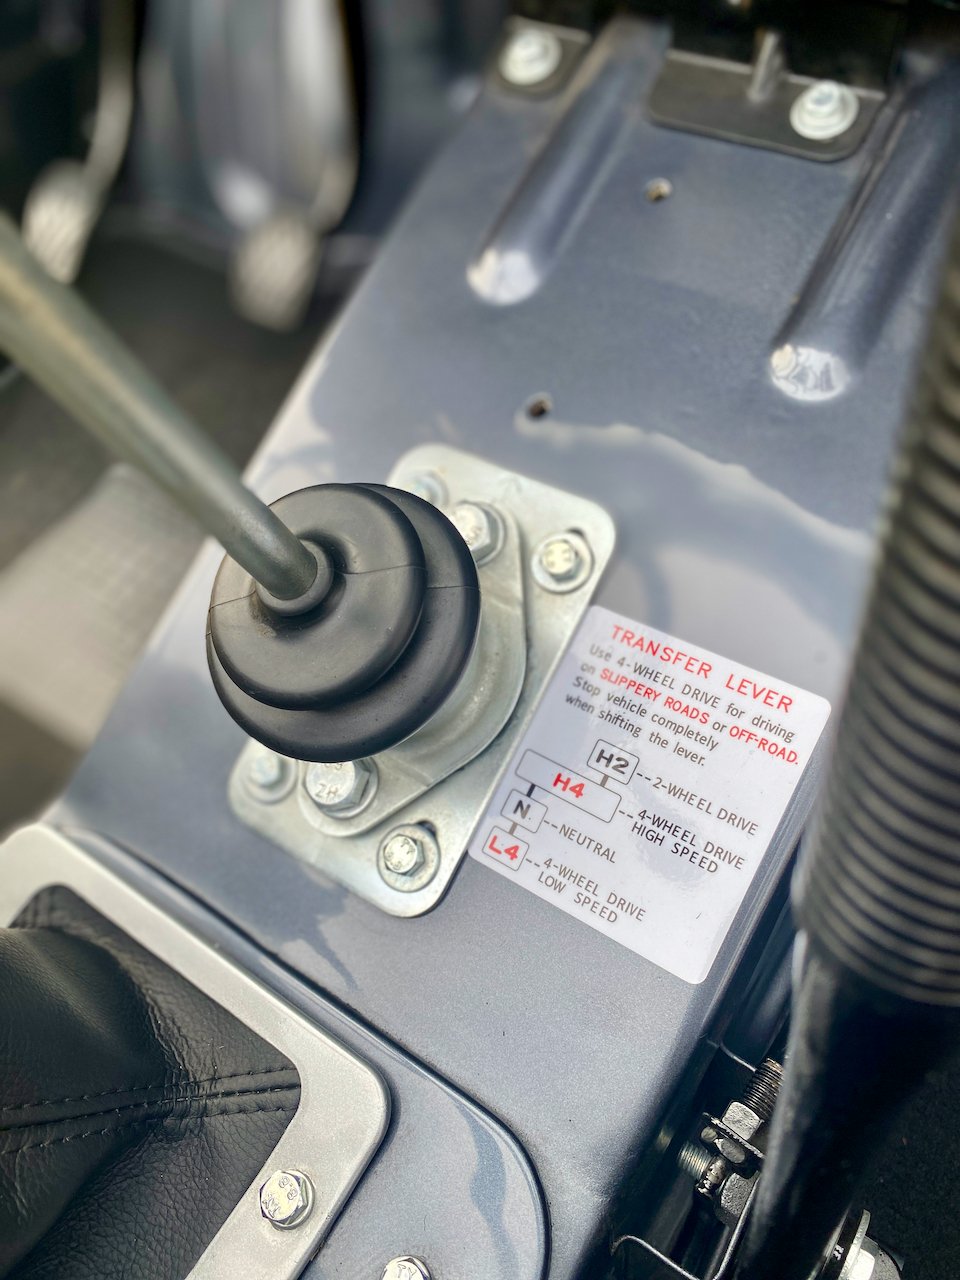 TRANSFER LEVER
Use 4-WHEEL DRIVE for driving
on SLIPPERY ROADS or OFF-ROAD.
Stop vehicle completely
when shifting the lever.
H2 --2-WHEEL DRIVE
H4 --4-WHEEL DRIVE
HIGH SPEED
N --NEUTRAL
L4 --4-WHEEL DRIVE
LOW SPEED
8.8